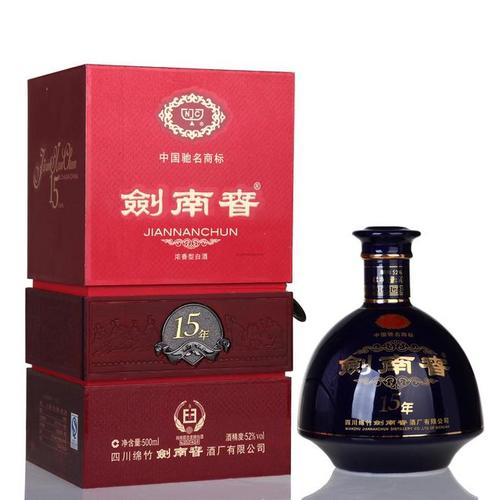 中国驰名商标
劍南春®
JIANNANCHUN
浓香型白酒
15年
15
净含量:500ml
酒精度:52%vol
四川绵竹劍南春酒厂有限公司
中国驰名商标
劍南春
15年
四川绵竹劍南春酒厂有限公司